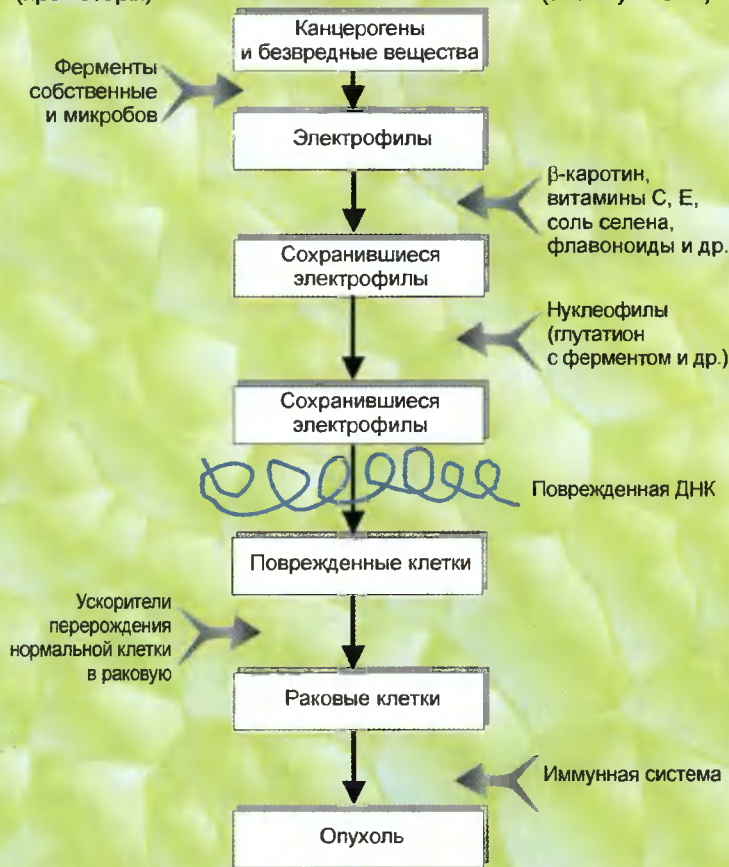 Канцерогены
и безвредные вещества
Ферменты
собственные
и микробов
Электрофилы
β-каротин,
витамины С, Е,
соль селена,
флавоноиды и др.
Сохранившиеся
электрофилы
Нуклеофилы
(глутатион
с ферментом и др.)
Сохранившиеся
электрофилы
Поврежденная ДНК
Поврежденные клетки
Ускорители
перерождения
нормальной клетки
в раковую
Раковые клетки
Иммунная система
Опухоль